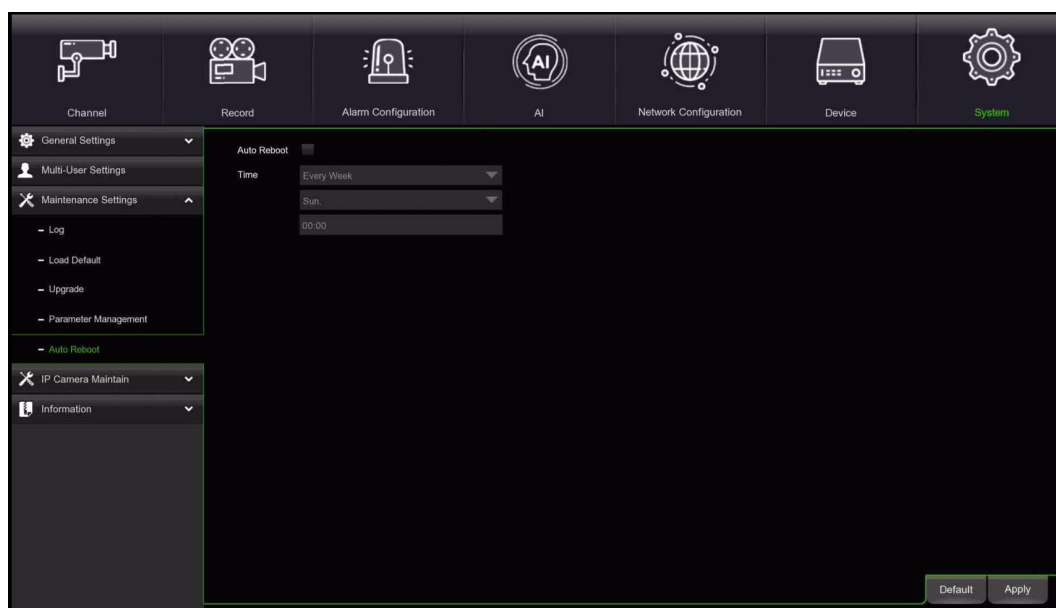 AI
Channel
Record
Alarm Configuration
AI
Network Configuration
Device
System
General Settings
Multi-User Settings
Maintenance Settings
– Log
– Load Default
– Upgrade
– Parameter Management
– Auto Reboot
IP Camera Maintain
Information
Auto Reboot
Time
Every Week
Sun.
00:00
Default
Apply